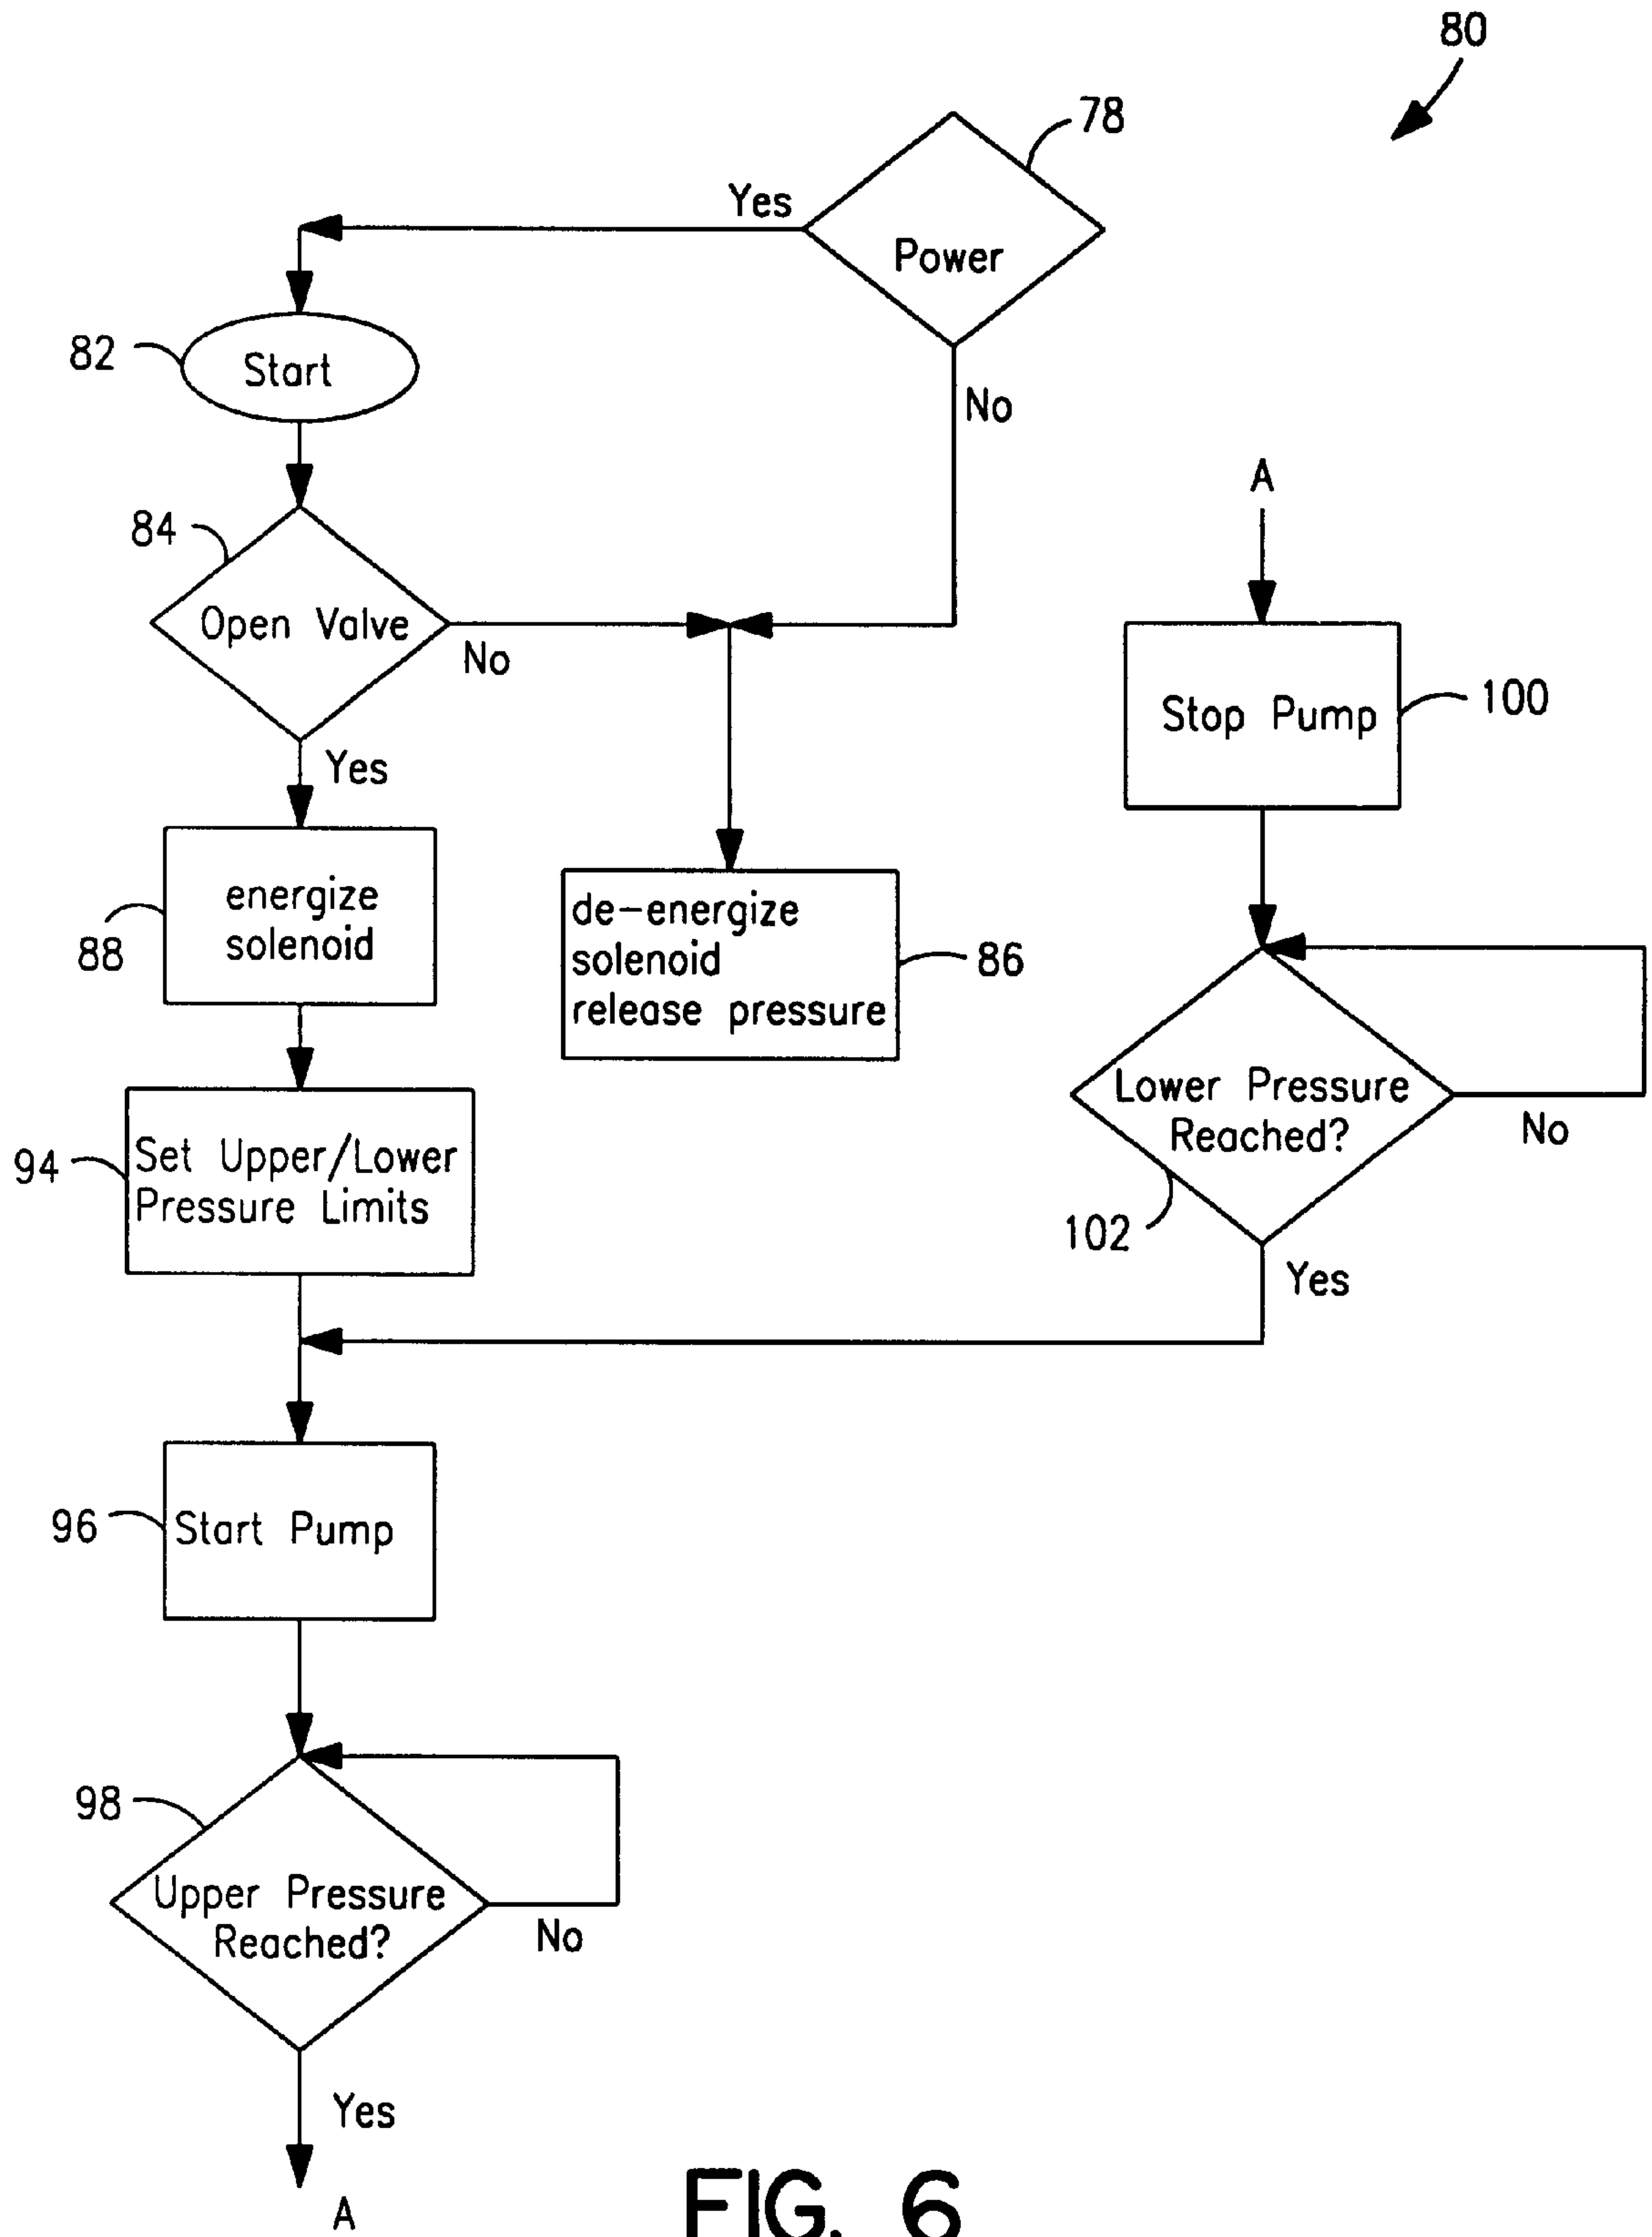 80
78
Yes
Power
82
Start
No
A
84
Open Valve
No
Stop Pump
100
Yes
energize
solenoid
88
de-energize
solenoid
release pressure
86
Lower Pressure
Reached?
No
94
Set Upper/Lower
Pressure Limits
102
Yes
96
Start Pump
98
Upper Pressure
Reached?
No
Yes
A
FIG. 6